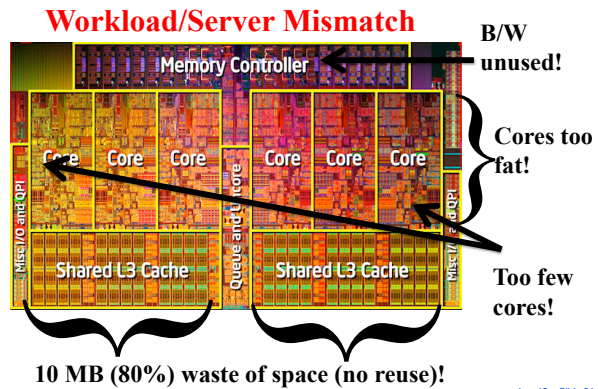 Workload/Server Mismatch
B/W
unused!
Memory Controller
Core Core Core
Core Core Core
Cores too
fat!
Misc I/O and QPI
Queue and Uncore
Misc I/O and QPI
Shared L3 Cache
Shared L3 Cache
Too few
cores!
10 MB (80%) waste of space (no reuse)!